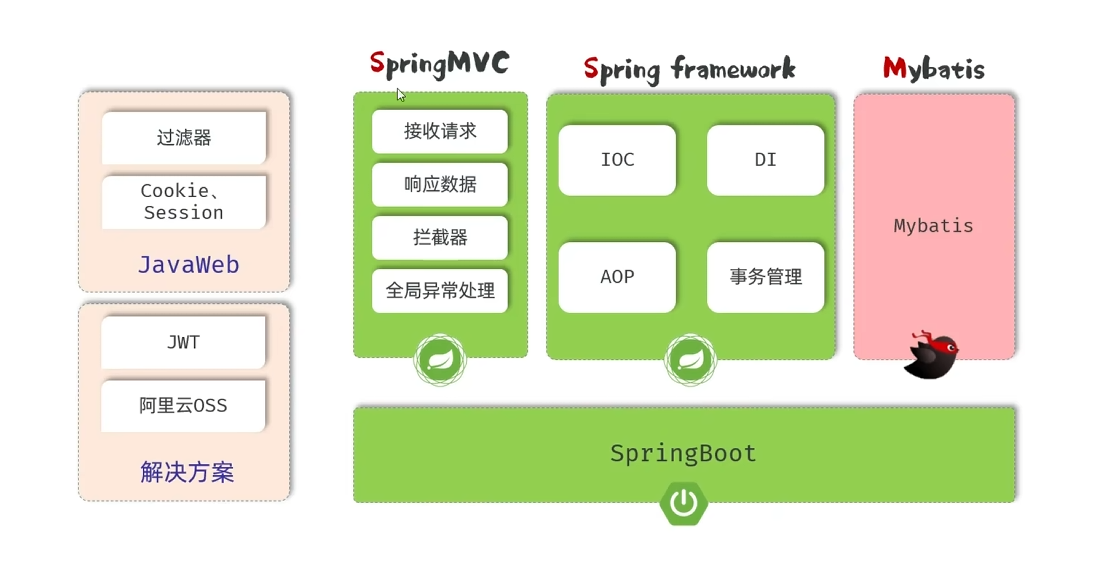 SpringMVC
Spring framework
Mybatis
过滤器
Cookie、
Session
JavaWeb
JWT
阿里云OSS
解决方案
接收请求
响应数据
拦截器
全局异常处理
IOC
DI
AOP
事务管理
Mybatis
SpringBoot